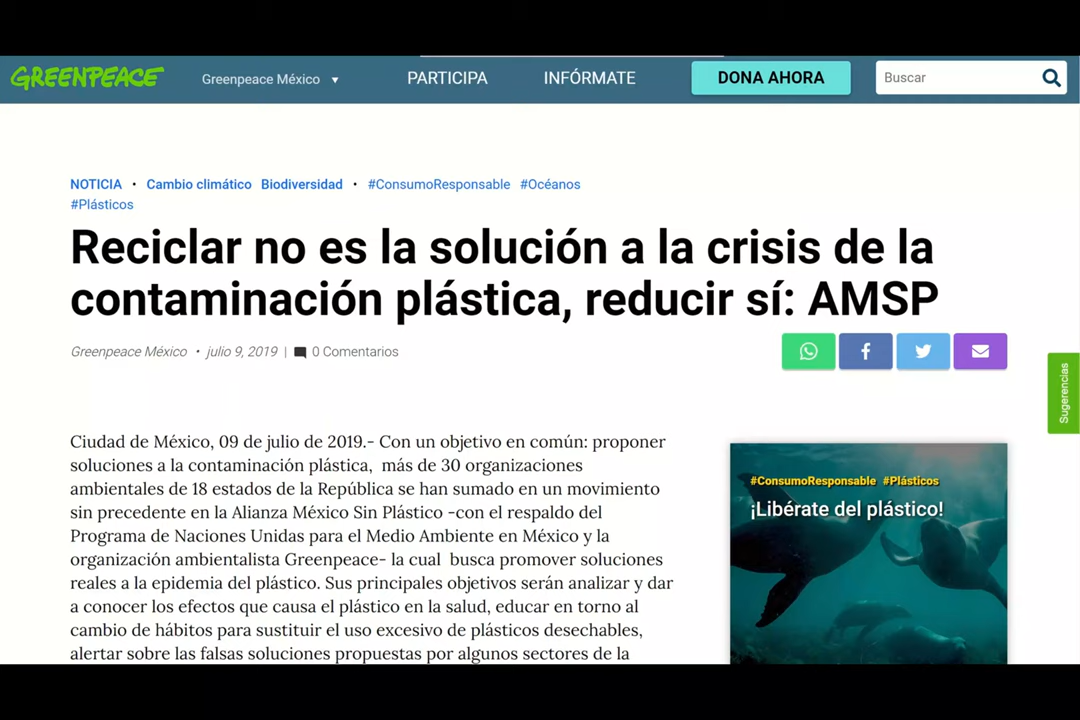 GREENPEACE
Greenpeace México
PARTICIPA
INFÓRMATE
DONA AHORA
Buscar
NOTICIA • Cambio climático Biodiversidad • #ConsumoResponsable #Océanos
#Plásticos
Reciclar no es la solución a la crisis de la
contaminación plástica, reducir sí: AMSP
Greenpeace México • julio 9, 2019 | 0 Comentarios
Sugerencias
Ciudad de México, 09 de julio de 2019.- Con un objetivo en común: proponer
soluciones a la contaminación plástica, más de 30 organizaciones
ambientales de 18 estados de la República se han sumado en un movimiento
sin precedente en la Alianza México Sin Plástico -con el respaldo del
Programa de Naciones Unidas para el Medio Ambiente en México y la
organización ambientalista Greenpeace- la cual busca promover soluciones
reales a la epidemia del plástico. Sus principales objetivos serán analizar y dar
a conocer los efectos que causa el plástico en la salud, educar en torno al
cambio de hábitos para sustituir el uso excesivo de plásticos desechables,
alertar sobre las falsas soluciones propuestas por algunos sectores de la
#ConsumoResponsable #Plásticos
¡Libérate del plástico!